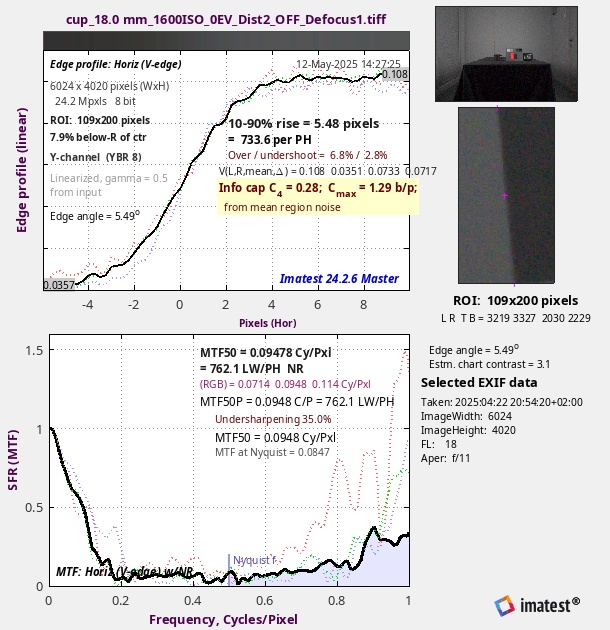 cup_18.0 mm_1600ISO_0EV_Dist2_OFF_Defocus1.tiff
Edge profile: Horiz (V-edge)
12-May-2025 14:27:25
0.108
6024 x 4020 pixels (WxH)
24.2 Mpxls 8 bit
ROI: 109x200 pixels
7.9% below-R of ctr
Y-channel (YBR 8)
Linearized, gamma = 0.5
from input
Edge angle = 5.49°
10-90% rise = 5.48 pixels
= 733.6 per PH
Over / undershoot = 6.8% / 2.8%
V(L,R,mean,Δ) = 0.108 0.0351 0.0733 0.0717
Info cap C4 = 0.28; Cmax = 1.29 b/p;
from mean region noise
Edge profile (linear)
0.0357
Imatest 24.2.6 Master
-4 -2 0 2 4 6 8
Pixels (Hor)
ROI: 109x200 pixels
L R T B = 3219 3327 2030 2229
Edge angle = 5.49°
Estm. chart contrast = 3.1
Selected EXIF data
Taken: 2025:04:22 20:54:20+02:00
ImageWidth: 6024
ImageHeight: 4020
FL: 18
Aper: f/11
MTF50 = 0.09478 Cy/Pxl
= 762.1 LW/PH NR
(RGB) = 0.0714 0.0948 0.114 Cy/Pxl
MTF50P = 0.0948 C/P = 762.1 LW/PH
Undersharpening 35.0%
MTF50 = 0.0948 Cy/Pxl
MTF at Nyquist = 0.0847
SFR (MTF)
1.5
1
0.5
0
Nyquist f
MTF: Horiz (V-edge) w/NR
0 0.2 0.4 0.6 0.8 1
Frequency, Cycles/Pixel
imatest®